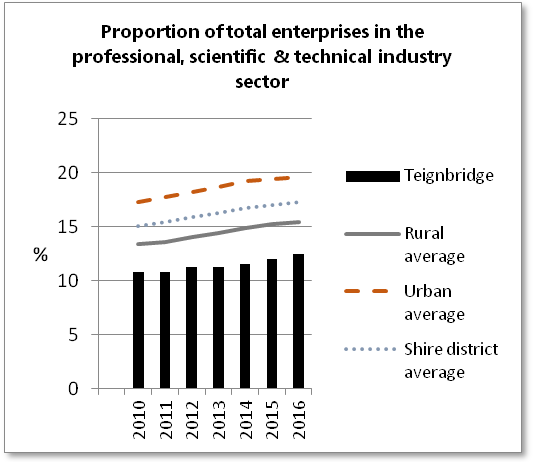 Proportion of total enterprises in the
professional, scientific & technical industry
sector
25
20
15
10
5
0
%
2010
2011
2012
2013
2014
2015
2016
Teignbridge
Rural
average
Urban
average
Shire district
average